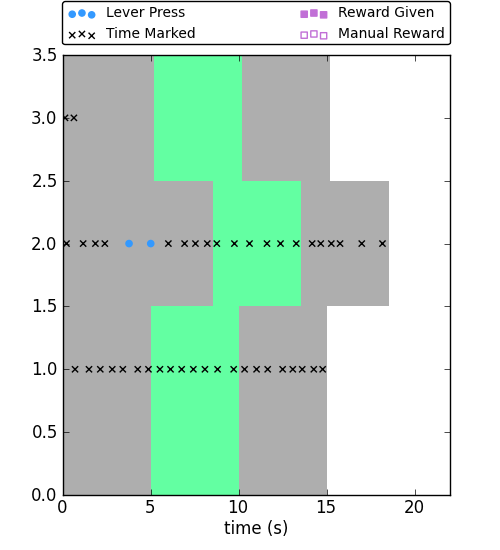 Lever Press
Reward Given
Time Marked
Manual Reward
3.5
3.0
2.5
2.0
1.5
1.0
0.5
0.0
0 5 10 15 20
time (s)